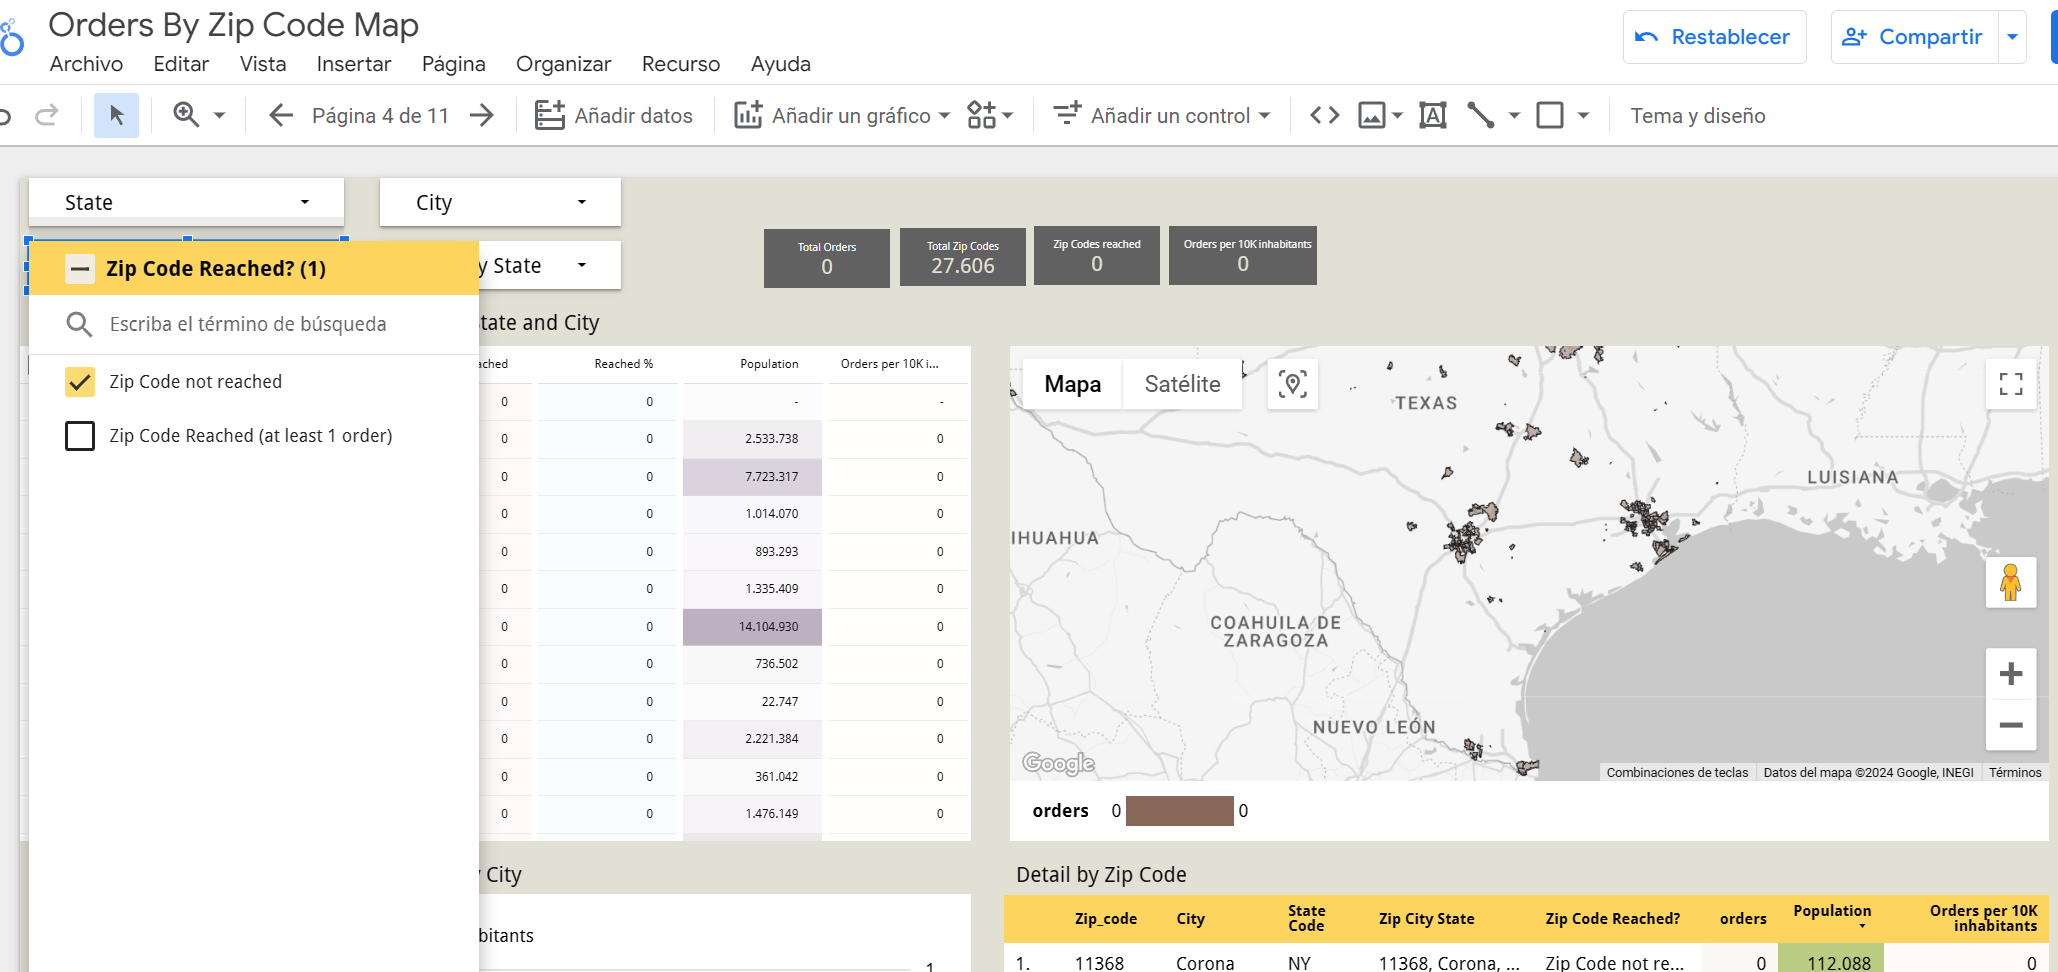 Orders By Zip Code Map
Restablecer
Compartir
Archivo Editar Vista Insertar Página Organizar Recurso Ayuda
Página 4 de 11
Añadir datos
Añadir un gráfico
Añadir un control
Tema y diseño
State
City
Zip Code Reached? (1)
y State
Total Orders
0
Total Zip Codes
27.606
Zip Codes reached
0
Orders per 10K inhabitants
0
Escriba el término de búsqueda
Zip Code not reached
Zip Code Reached (at least 1 order)
tate and City
ached Reached % Population Orders per 10K i...
0 0 - -
0 0 2.533.738 0
0 0 7.723.317 0
0 0 1.014.070 0
0 0 893.293 0
0 0 1.335.409 0
0 0 14.104.930 0
0 0 736.502 0
0 0 22.747 0
0 0 2.221.384 0
0 0 361.042 0
0 0 1.476.149 0
Mapa
Satélite
TEXAS
LUISIANA
IHUAHUA
COAHUILA DE
ZARAGOZA
NUEVO LEÓN
Google
Combinaciones de teclas
Datos del mapa ©2024 Google, INEGI
Términos
orders 0 0
City
bitants
1
Detail by Zip Code
Zip_code City State Code Zip City State Zip Code Reached? orders Population Orders per 10K inhabitants
1. 11368 Corona NY 11368, Corona, ... Zip Code not re... 0 112.088 0